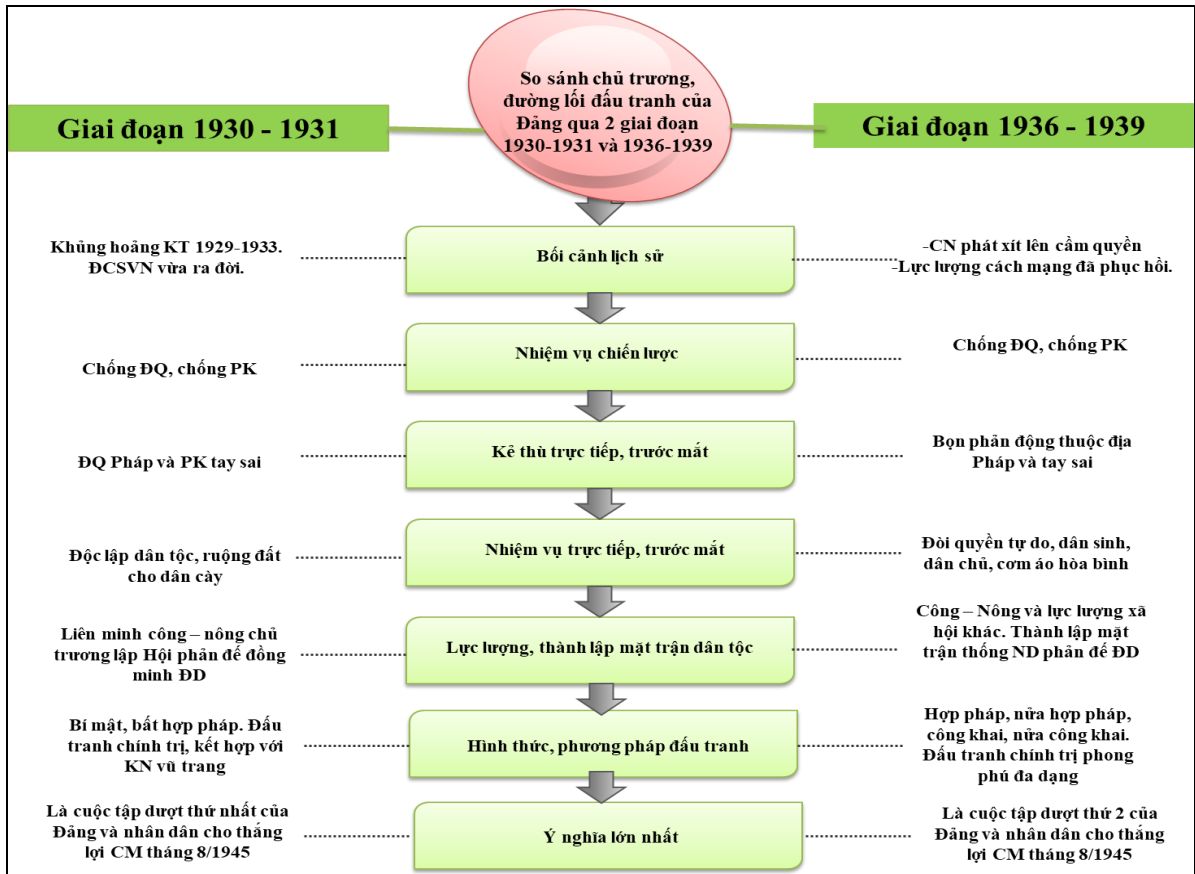 So sánh chủ trương,
đường lối đấu tranh của
Đảng qua 2 giai đoạn
1930-1931 và 1936-1939
Giai đoạn 1930 - 1931
Giai đoạn 1936 - 1939
Khủng hoảng KT 1929-1933.
ĐCSVN vừa ra đời.
Bối cảnh lịch sử
-CN phát xít lên cầm quyền
-Lực lượng cách mạng đã phục hồi.
Chống ĐQ, chống PK
Nhiệm vụ chiến lược
Chống ĐQ, chống PK
ĐQ Pháp và PK tay sai
Kẻ thù trực tiếp, trước mắt
Bọn phản động thuộc địa
Pháp và tay sai
Độc lập dân tộc, ruộng đất
cho dân cày
Nhiệm vụ trực tiếp, trước mắt
Đòi quyền tự do, dân sinh,
dân chủ, cơm áo hòa bình
Liên minh công – nông chủ
trương lập Hội phản đế đồng
minh ĐD
Lực lượng, thành lập mặt trận dân tộc
Công – Nông và lực lượng xã
hội khác. Thành lập mặt
trận thống ND phản đế ĐD
Bí mật, bất hợp pháp. Đấu
tranh chính trị, kết hợp với
KN vũ trang
Hình thức, phương pháp đấu tranh
Hợp pháp, nửa hợp pháp,
công khai, nửa công khai.
Đấu tranh chính trị phong
phú đa dạng
Là cuộc tập dượt thứ nhất của
Đảng và nhân dân cho thắng
lợi CM tháng 8/1945
Ý nghĩa lớn nhất
Là cuộc tập dượt thứ 2 của
Đảng và nhân dân cho thắng
lợi CM tháng 8/1945